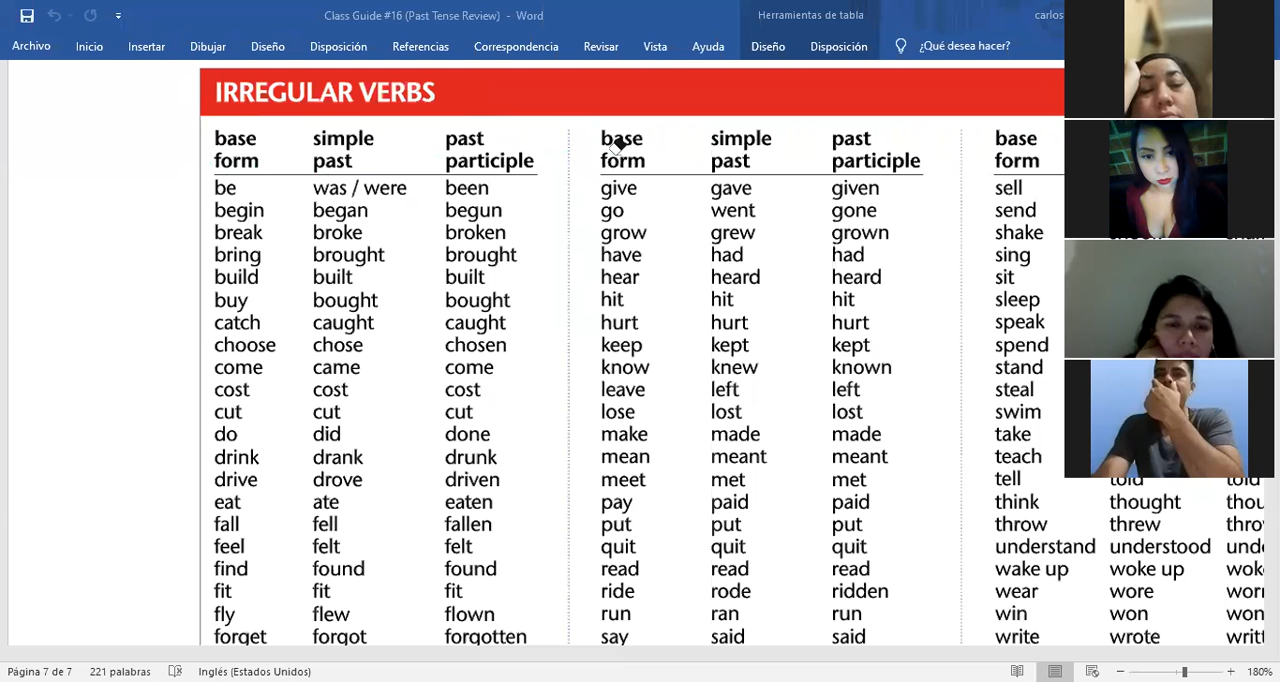 Class Guide #16 (Past Tense Review) - Word
Herramientas de tabla
carlos
Archivo Inicio Insertar Dibujar Diseño Disposición Referencias Correspondencia Revisar Vista Ayuda Diseño Disposición ¿Qué desea hacer?
IRREGULAR VERBS
base simple past base simple past base
form past participle form past participle form
be was / were been give gave given sell
begin began begun go went gone send
break broke broken grow grew grown shake
bring brought brought have had had sing
build built built hear heard heard sit
buy bought bought hit hit hit sleep
catch caught caught hurt hurt hurt speak
choose chose chosen keep kept kept spend
come came come know knew known stand
cost cost cost leave left left steal
cut cut cut lose lost lost swim
do did done make made made take
drink drank drunk mean meant meant teach
drive drove driven meet met met tell told told
eat ate eaten pay paid paid think thought thou
fall fell fallen put put put throw threw thro
feel felt felt quit quit quit understand understood unde
find found found read read read wake up woke up wok
fit fit fit ride rode ridden wear wore wor
fly flew flown run ran run win won won
forget forgot forgotten say said said write wrote writt
Página 7 de 7 221 palabras Inglés (Estados Unidos) 180%